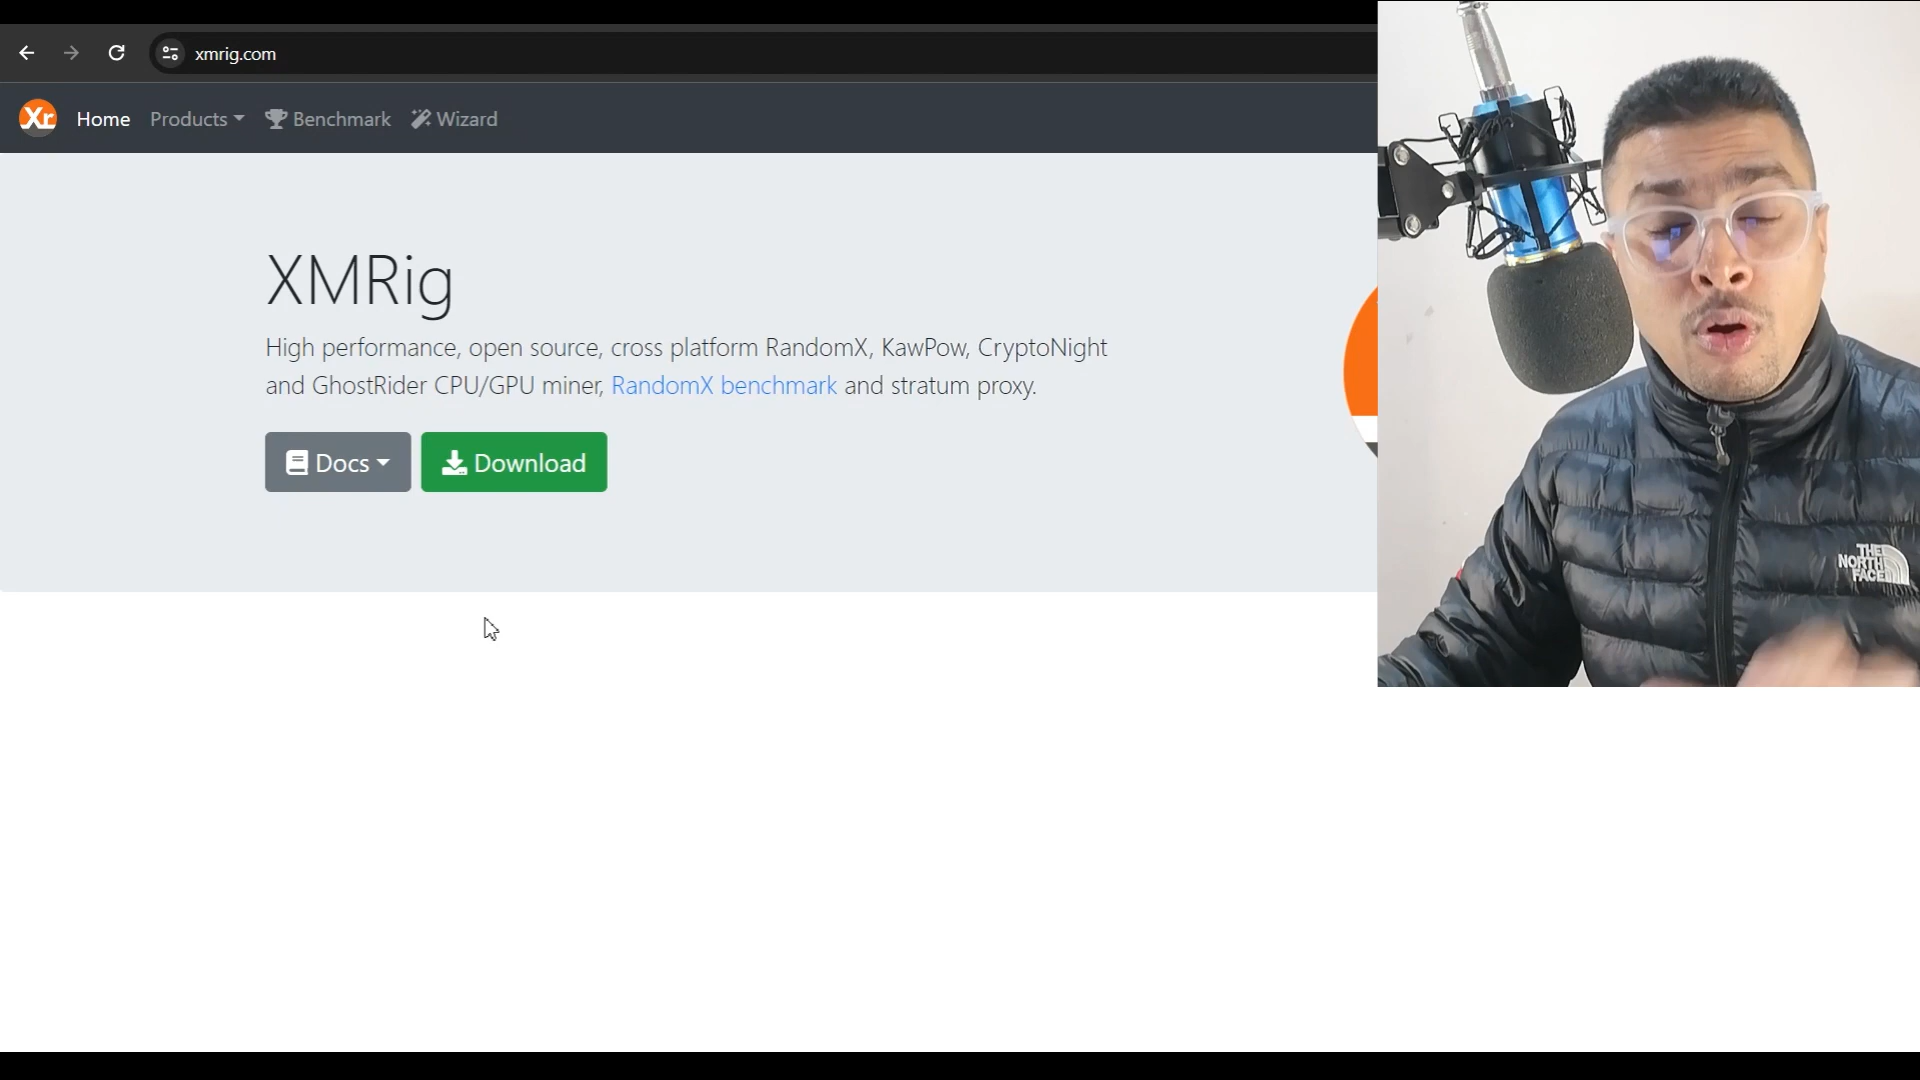 xmrig.com
Xr Home Products Benchmark Wizard
XMRig
High performance, open source, cross platform RandomX, KawPow, CryptoNight
and GhostRider CPU/GPU miner, RandomX benchmark and stratum proxy.
Docs Download
THE
NORTH
FACE